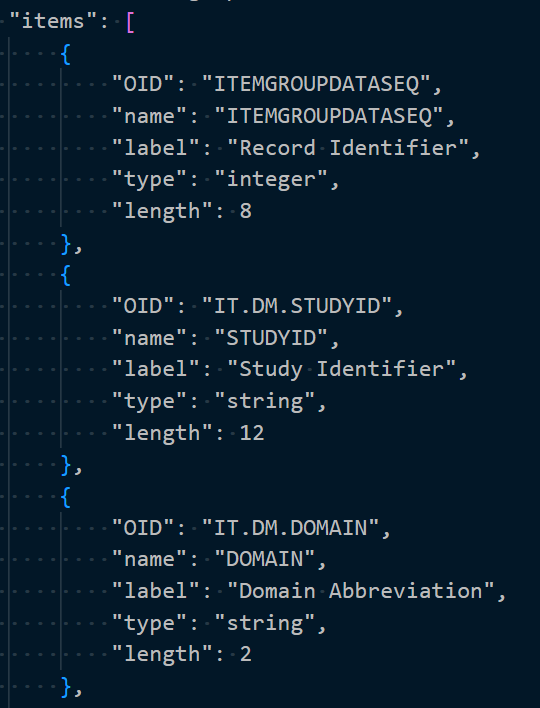 "items": [
{
"OID": "ITEMGROUPDATASEQ",
"name": "ITEMGROUPDATASEQ",
"label": "Record Identifier",
"type": "integer",
"length": 8
},
{
"OID": "IT.DM.STUDYID",
"name": "STUDYID",
"label": "Study Identifier",
"type": "string",
"length": 12
},
{
"OID": "IT.DM.DOMAIN",
"name": "DOMAIN",
"label": "Domain Abbreviation",
"type": "string",
"length": 2
},